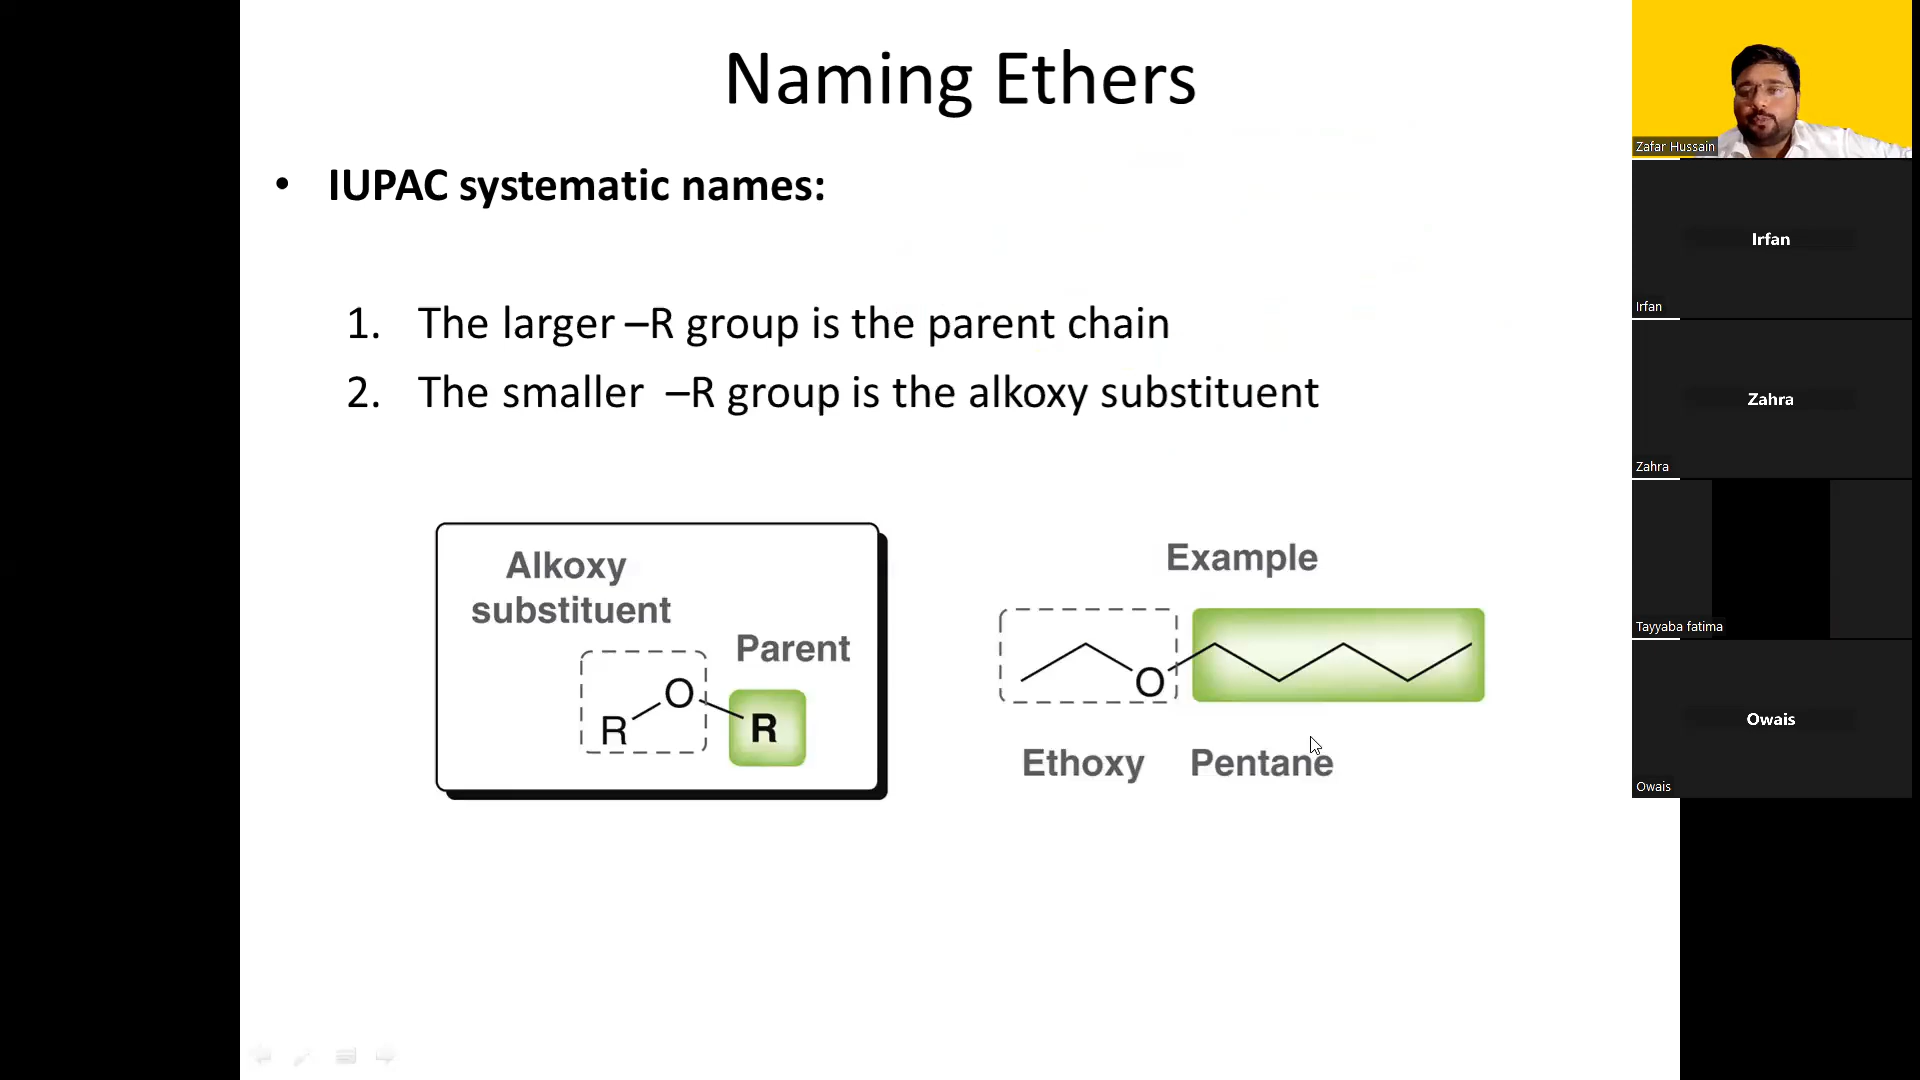 Naming Ethers
• IUPAC systematic names:
1. The larger –R group is the parent chain
2. The smaller –R group is the alkoxy substituent
Alkoxy
substituent
Parent
R O R
Example
O
Ethoxy Pentane
Zafar Hussain
Irfan
Irfan
Zahra
Zahra
Tayyaba fatima
Owais
Owais